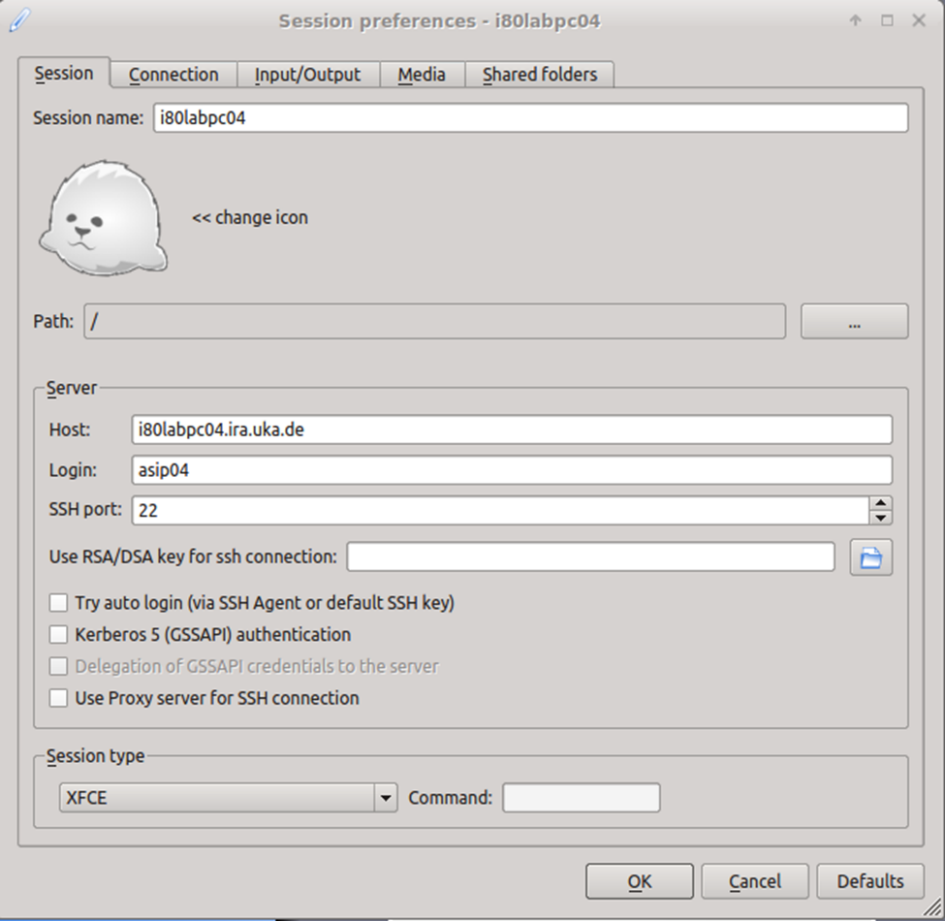 Session preferences - i80labpc04
Session Connection Input/Output Media Shared folders
Session name: i80labpc04
<< change icon
Path: / ...
Server
Host: i80labpc04.ira.uka.de
Login: asip04
SSH port: 22
Use RSA/DSA key for ssh connection:
Try auto login (via SSH Agent or default SSH key)
Kerberos 5 (GSSAPI) authentication
Delegation of GSSAPI credentials to the server
Use Proxy server for SSH connection
Session type
XFCE Command:
OK Cancel Defaults